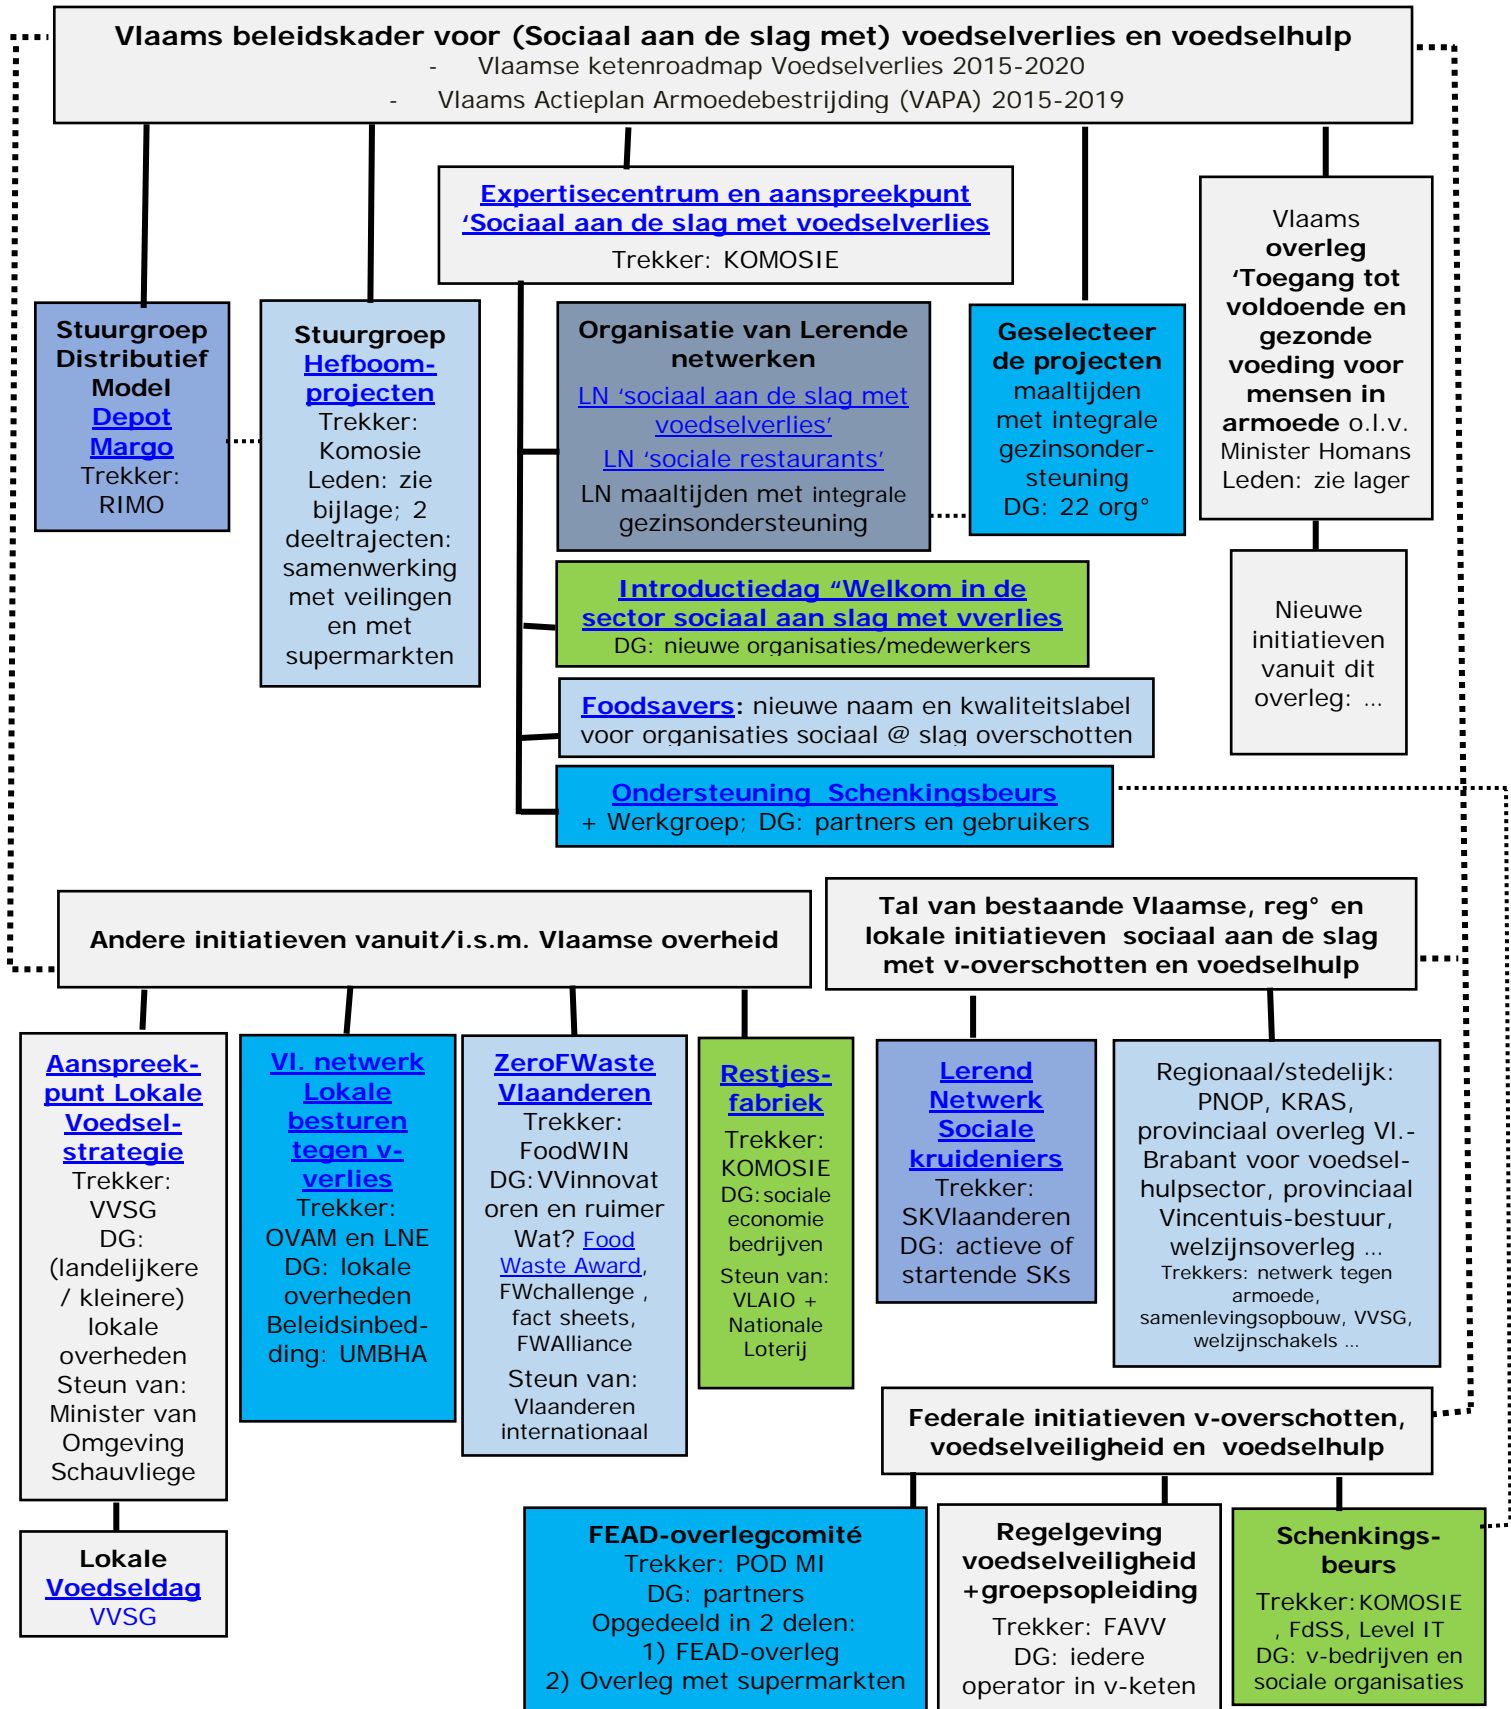 Vlaams beleidskader voor (Sociaal aan de slag met) voedselverlies en voedselhulp
- Vlaamse ketenroadmap Voedselverlies 2015-2020
- Vlaams Actieplan Armoedebestrijding (VAPA) 2015-2019
Expertisecentrum en aanspreekpunt
‘Sociaal aan de slag met voedselverlies
Trekker: KOMOSIE
Stuurgroep
Distributief
Model
Depot
Margo
Trekker:
RIMO
Stuurgroep
Hefboom-
projecten
Trekker:
Komosie
Leden: zie
bijlage; 2
deeltrajecten:
samenwerking
met veilingen
en met
supermarkten
Organisatie van Lerende
netwerken
LN ‘sociaal aan de slag met
voedselverlies’
LN ‘sociale restaurants’
LN maaltijden met integrale
gezinsondersteuning
Geselecteer
de projecten
maaltijden
met integrale
gezinsonder-
steuning
DG: 22 org°
Vlaams
overleg
‘Toegang tot
voldoende en
gezonde
voeding voor
mensen in
armoede o.l.v.
Minister Homans
Leden: zie lager
Nieuwe
initiatieven
vanuit dit
overleg: …
Introductiedag “Welkom in de
sector sociaal aan slag met vverlies
DG: nieuwe organisaties/medewerkers
Foodsavers: nieuwe naam en kwaliteitslabel
voor organisaties sociaal @ slag overschotten
Ondersteuning Schenkingsbeurs
+ Werkgroep; DG: partners en gebruikers
Andere initiatieven vanuit/i.s.m. Vlaamse overheid
Tal van bestaande Vlaamse, reg° en
lokale initiatieven sociaal aan de slag
met v-overschotten en voedselhulp
Aanspreek-
punt Lokale
Voedsel-
strategie
Trekker:
VVSG
DG:
(landelijkere
/ kleinere)
lokale
overheden
Steun van:
Minister van
Omgeving
Schauvliege
Lokale
Voedseldag
VVSG
Vl. netwerk
Lokale
besturen
tegen v-
verlies
Trekker:
OVAM en LNE
DG: lokale
overheden
Beleidsinbed-
ding: UMBHA
ZeroFWaste
Vlaanderen
Trekker:
FoodWIN
DG: VVinnovat
oren en ruimer
Wat? Food
Waste Award,
FWchallenge ,
fact sheets,
FWAlliance
Steun van:
Vlaanderen
internationaal
Restjes-
fabriek
Trekker:
KOMOSIE
DG: sociale
economie
bedrijven
Steun van:
VLAIO +
Nationale
Loterij
Lerend
Netwerk
Sociale
kruideniers
Trekker:
SKVlaanderen
DG: actieve of
startende SKs
Regionaal/stedelijk:
PNOP, KRAS,
provinciaal overleg Vl.-
Brabant voor voedsel-
hulpsector, provinciaal
Vincentuis-bestuur,
welzijnsoverleg …
Trekkers: netwerk tegen
armoede,
samenlevingsopbouw, VVSG,
welzijnschakels …
Federale initiatieven v-overschotten,
voedselveiligheid en voedselhulp
FEAD-overlegcomité
Trekker: POD MI
DG: partners
Opgedeeld in 2 delen:
1) FEAD-overleg
2) Overleg met supermarkten
Regelgeving
voedselveiligheid
+groepsopleiding
Trekker: FAVV
DG: iedere
operator in v-keten
Schenkings-
beurs
Trekker: KOMOSIE
, FdSS, Level IT
DG: v-bedrijven en
sociale organisaties